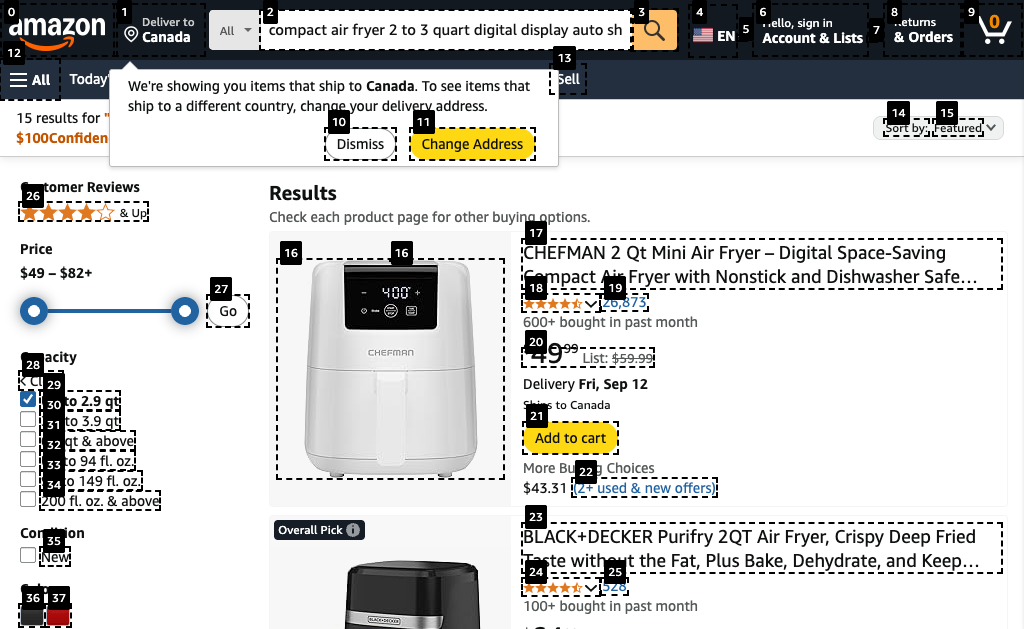 amazon
Deliver to
Canada
All
compact air fryer 2 to 3 quart digital display auto sh
EN
Hello, sign in
Account & Lists
Returns
& Orders
0
All
Today'
Sell
We're showing you items that ship to Canada. To see items that
ship to a different country, change your delivery address.
Dismiss
Change Address
15 results for "
$100Confiden
Sort by: Featured
Customer Reviews
& Up
Price
$49 – $82+
Go
Capacity
to 2.9 qt
to 3.9 qt
qt & above
to 94 fl. oz.
to 149 fl. oz.
200 fl. oz. & above
Condition
New
Results
Check each product page for other buying options.
400°
CHEFMAN
CHEFMAN 2 Qt Mini Air Fryer – Digital Space-Saving
Compact Air Fryer with Nonstick and Dishwasher Safe…
26,873
600+ bought in past month
49 99 List: $59.99
Delivery Fri, Sep 12
Ships to Canada
Add to cart
More Buying Choices
$43.31 (2+ used & new offers)
Overall Pick
BLACK+DECKER
BLACK+DECKER Purifry 2QT Air Fryer, Crispy Deep Fried
Taste without the Fat, Plus Bake, Dehydrate, and Keep…
528
100+ bought in past month
0
1
2
3
4
5
6
7
8
9
10
11
12
13
14
15
16
16
17
18
19
20
21
22
23
24
25
26
27
28
29
30
31
32
33
34
35
36
37